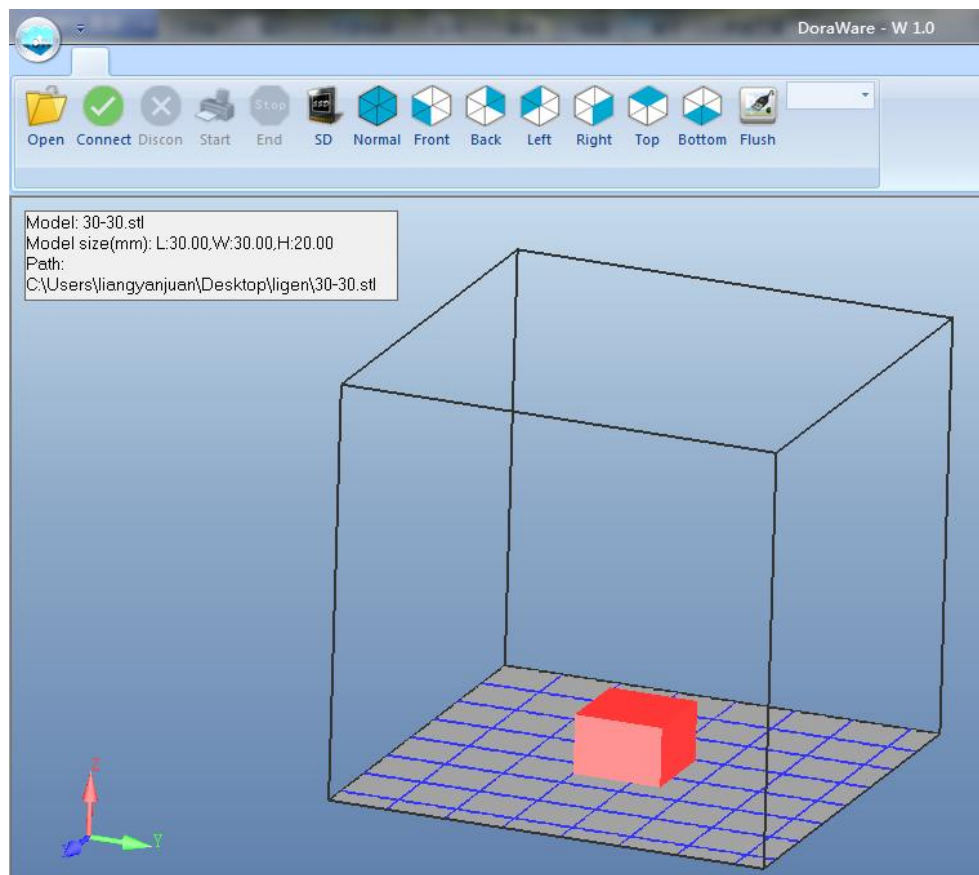 DoraWare - W 1.0
Open Connect Discon Start End SD Normal Front Back Left Right Top Bottom Flush
Stop
SSD
Model: 30-30.stl
Model size(mm): L:30.00,W:30.00,H:20.00
Path:
C:\Users\liangyanjuan\Desktop\ligen\30-30.stl
Z
Y